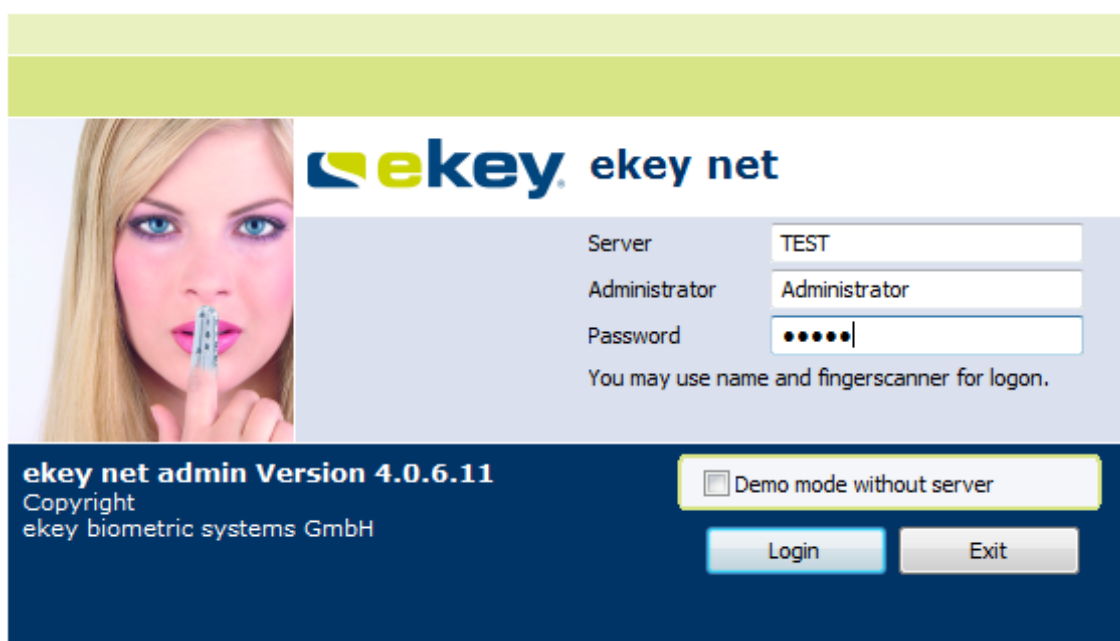 ekey ekey net
Server TEST
Administrator Administrator
Password •••••
You may use name and fingerscanner for logon.
ekey net admin Version 4.0.6.11
Copyright
ekey biometric systems GmbH
Demo mode without server
Login Exit